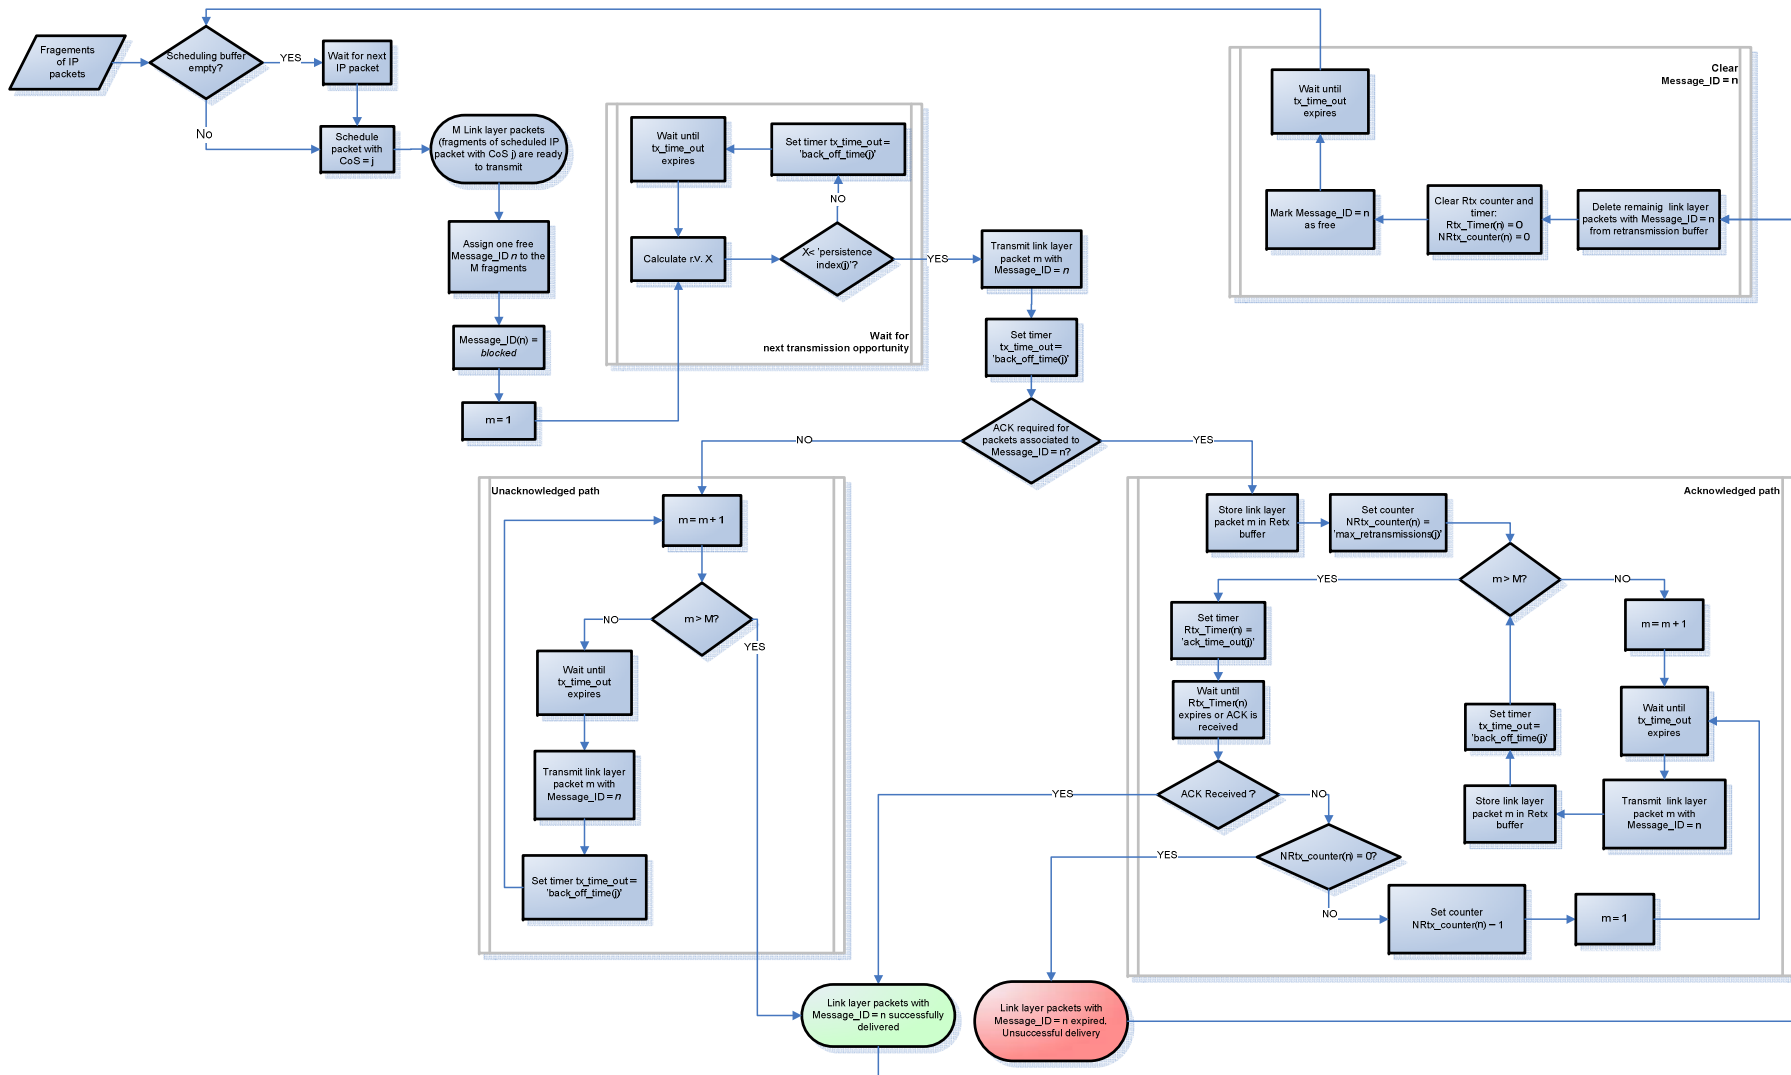 Fragements
of IP
packets
Scheduling buffer
empty?
YES
Wait for next
IP packet
No
Schedule
packet with
CoS = j
M Link layer packets
(fragments of scheduled IP
packet with CoS j) are ready
to transmit
Assign one free
Message_ID n to the
M fragments
Message_ID(n) =
blocked
m = 1
Wait until
tx_time_out
expires
Set timer tx_time_out =
'back_off_time(j)'
NO
Calculate r.v. X
X< 'persistence
index(j)'?
YES
Wait for
next transmission opportunity
Transmit link layer
packet m with
Message_ID = n
Set timer
tx_time_out =
'back_off_time(j)'
ACK required for
packets associated to
Message_ID = n?
NO
YES
Clear
Message_ID = n
Wait until
tx_time_out
expires
Mark Message_ID = n
as free
Clear Rtx counter and
timer:
Rtx_Timer(n) = 0
NRtx_counter(n) = 0
Delete remainig link layer
packets with Message_ID = n
from retransmission buffer
Unacknowledged path
m = m + 1
m > M?
NO
YES
Wait until
tx_time_out
expires
Transmit link layer
packet m with
Message_ID = n
Set timer tx_time_out =
'back_off_time(j)'
Acknowledged path
Store link layer
packet m in Retx
buffer
Set counter
NRtx_counter(n) =
'max_retransmissions(j)'
m > M?
YES
NO
Set timer
Rtx_Timer(n) =
'ack_time_out(j)'
m = m + 1
Wait until
Rtx_Timer(n)
expires or ACK is
received
Set timer
tx_time_out =
'back_off_time(j)'
Wait until
tx_time_out
expires
ACK Received ?
YES
NO
Store link layer
packet m in Retx
buffer
Transmit link layer
packet m with
Message_ID = n
NRtx_counter(n) = 0?
YES
NO
Set counter
NRtx_counter(n) – 1
m = 1
Link layer packets with
Message_ID = n successfully
delivered
Link layer packets with
Message_ID = n expired.
Unsuccessful delivery